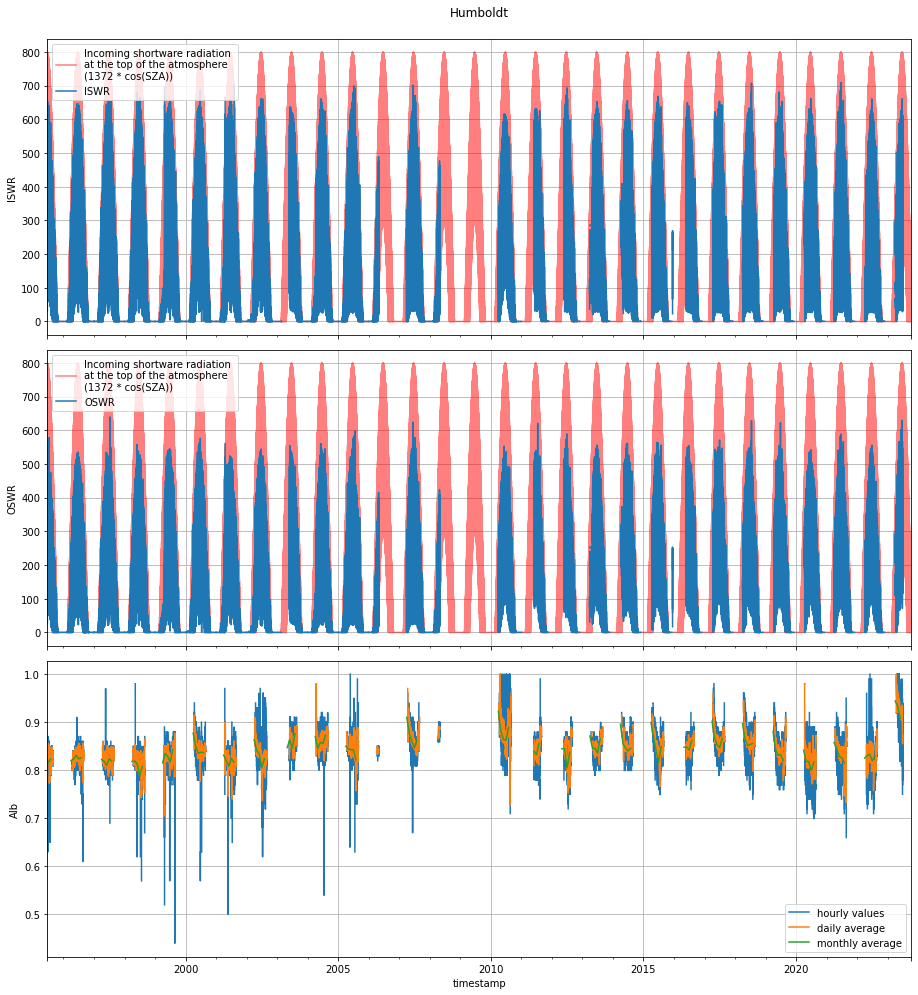 Humboldt
800
700
600
500
400
300
200
100
0
ISWR
Incoming shortware radiation
at the top of the atmosphere
(1372 * cos(SZA))
ISWR
800
700
600
500
400
300
200
100
0
OSWR
Incoming shortware radiation
at the top of the atmosphere
(1372 * cos(SZA))
OSWR
1.0
0.9
0.8
0.7
0.6
0.5
Alb
hourly values
daily average
monthly average
2000
2005
2010
2015
2020
timestamp